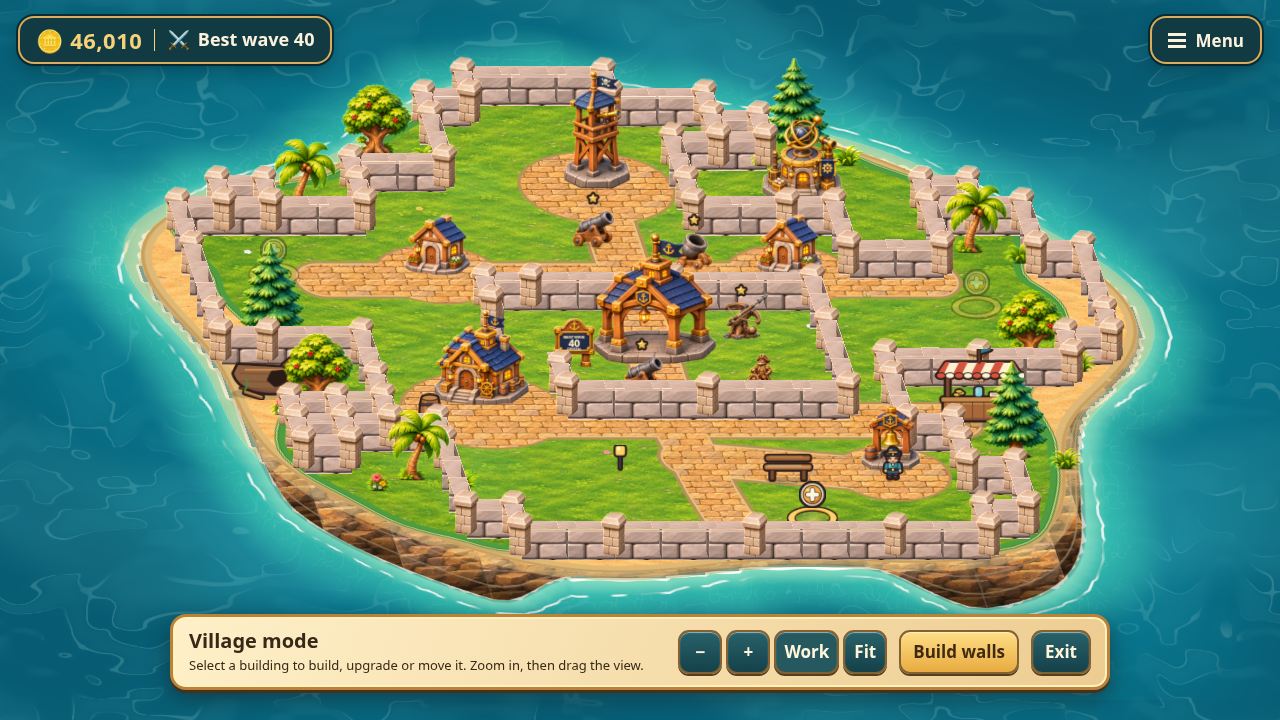 46,010
Best wave 40
Menu
40
Village mode
Select a building to build, upgrade or move it. Zoom in, then drag the view.
− + Work Fit Build walls Exit